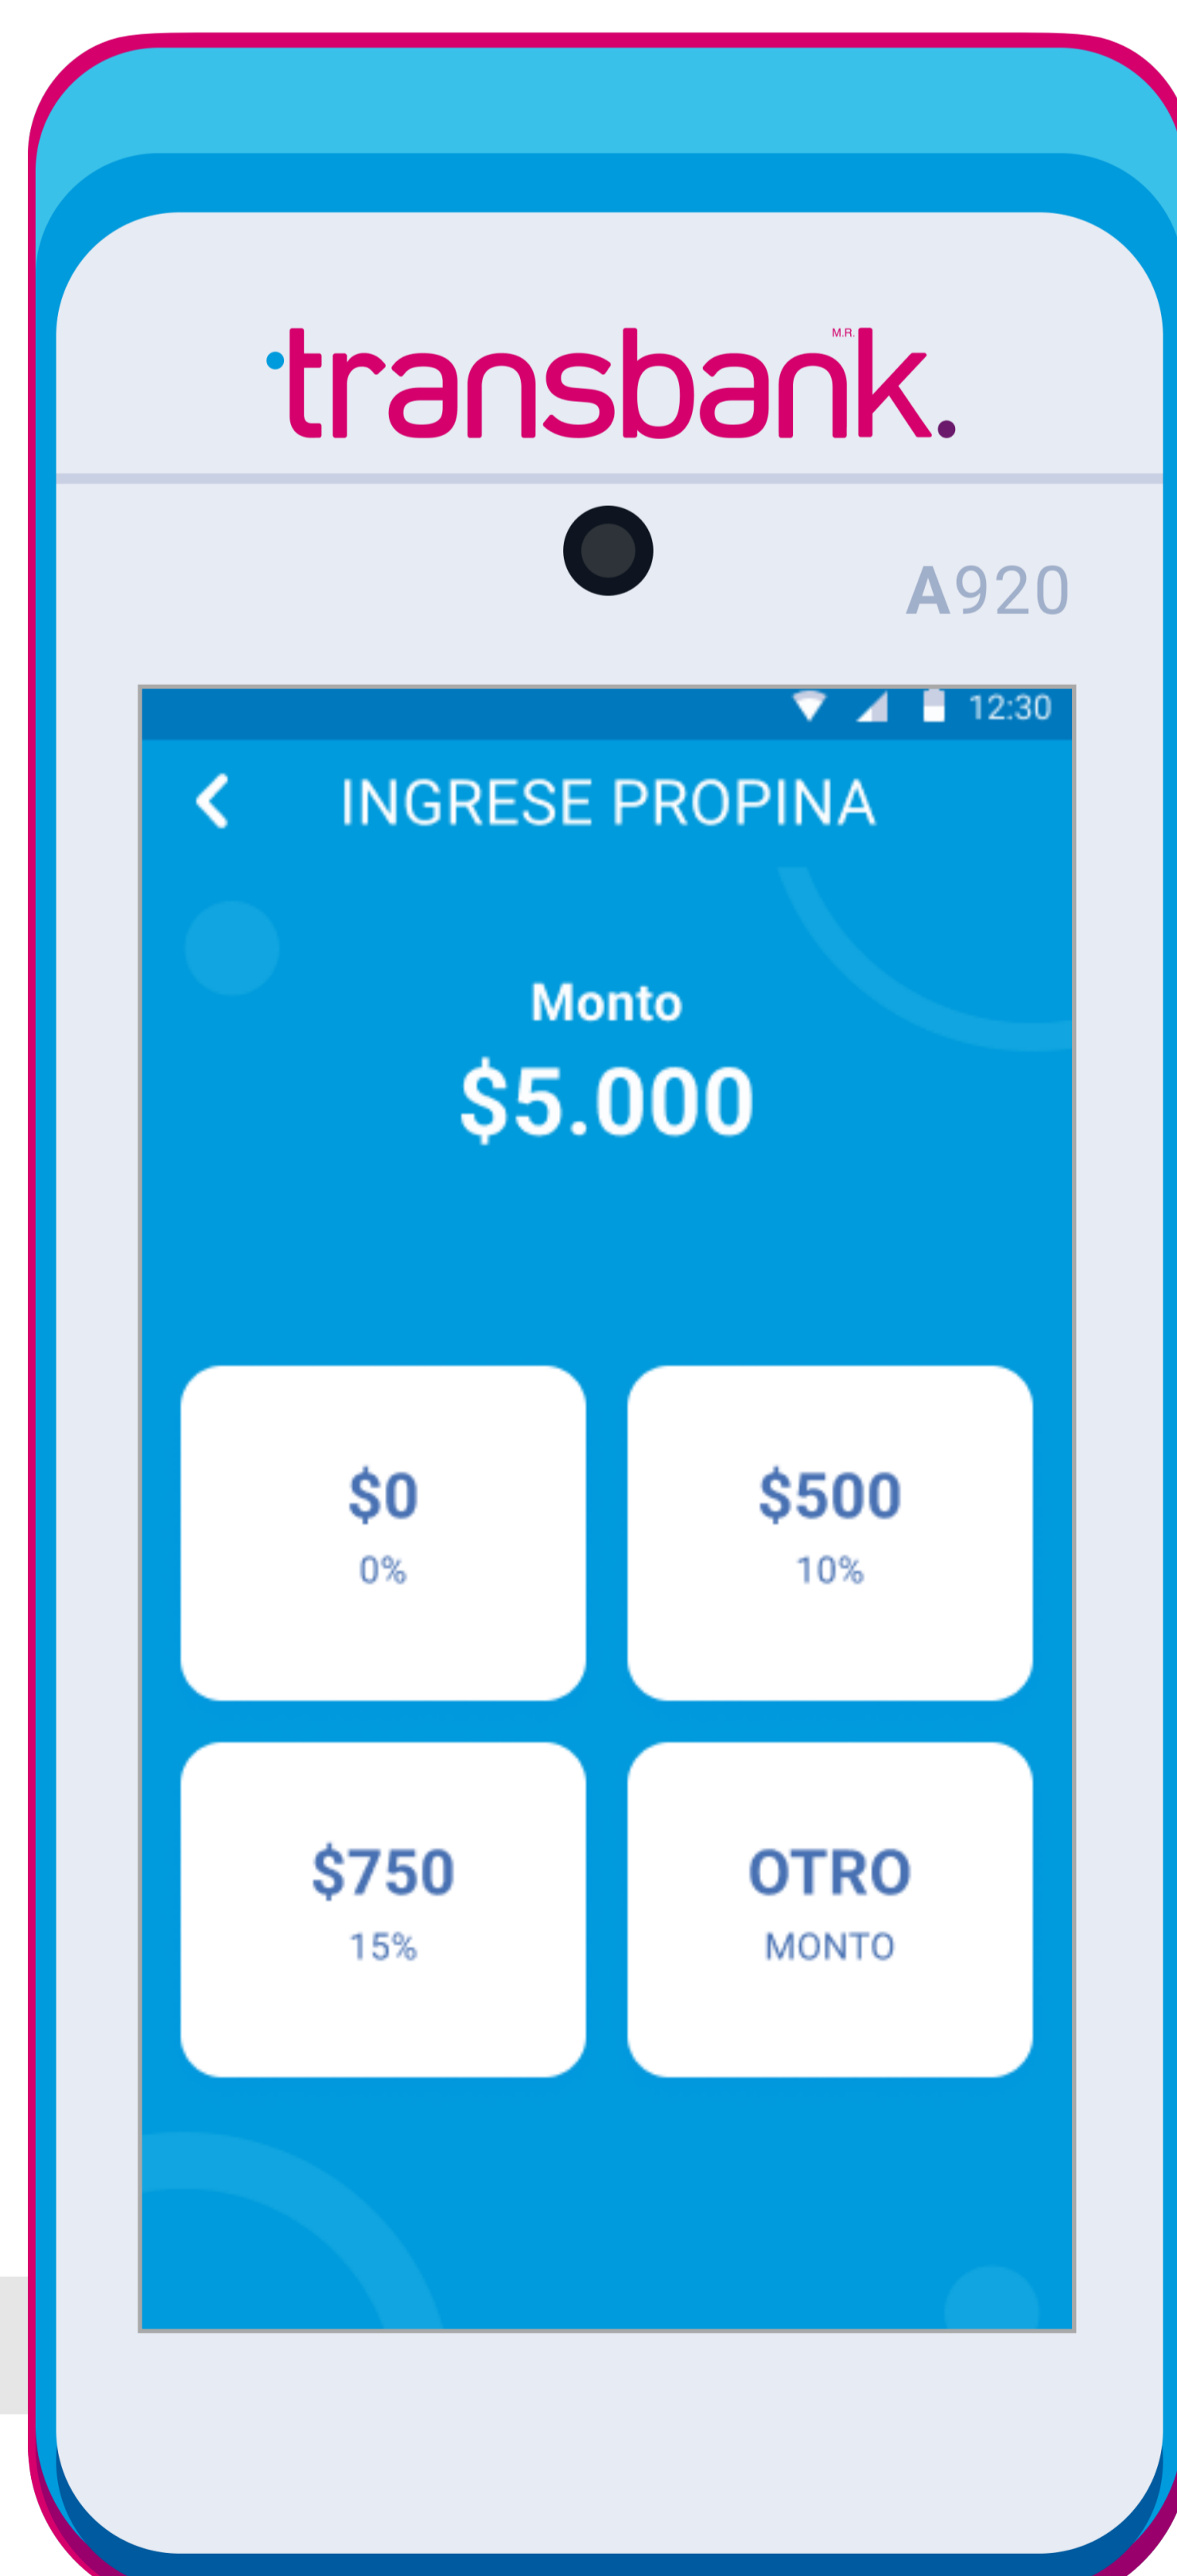 transbank.
M.R.
A920
12:30
INGRESE PROPINA
Monto
$5.000
$0
0%
$500
10%
$750
15%
OTRO
MONTO